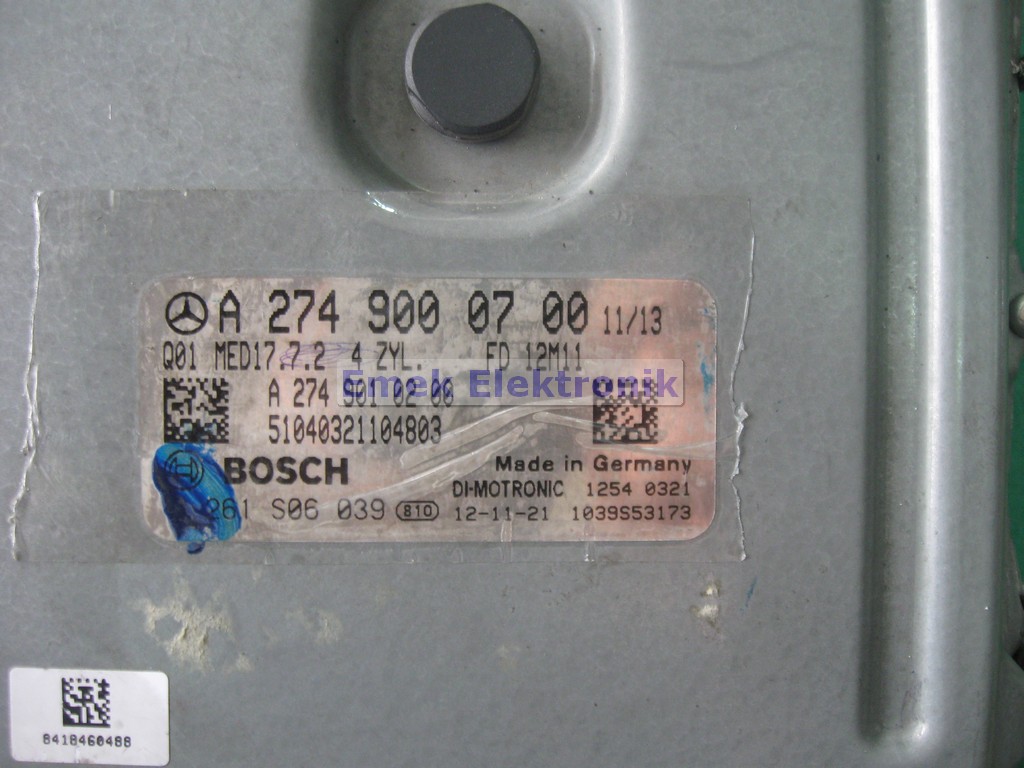 A 274 900 07 00 11/13
Q01 MED17.7.2 4 ZYL. FD 12M11
Emek Elektronik
A 274 901 02 00
51040321104803
BOSCH Made in Germany
DI-MOTRONIC 1254 0321
261 S06 039 810 12-11-21 1039S53173
8418460488